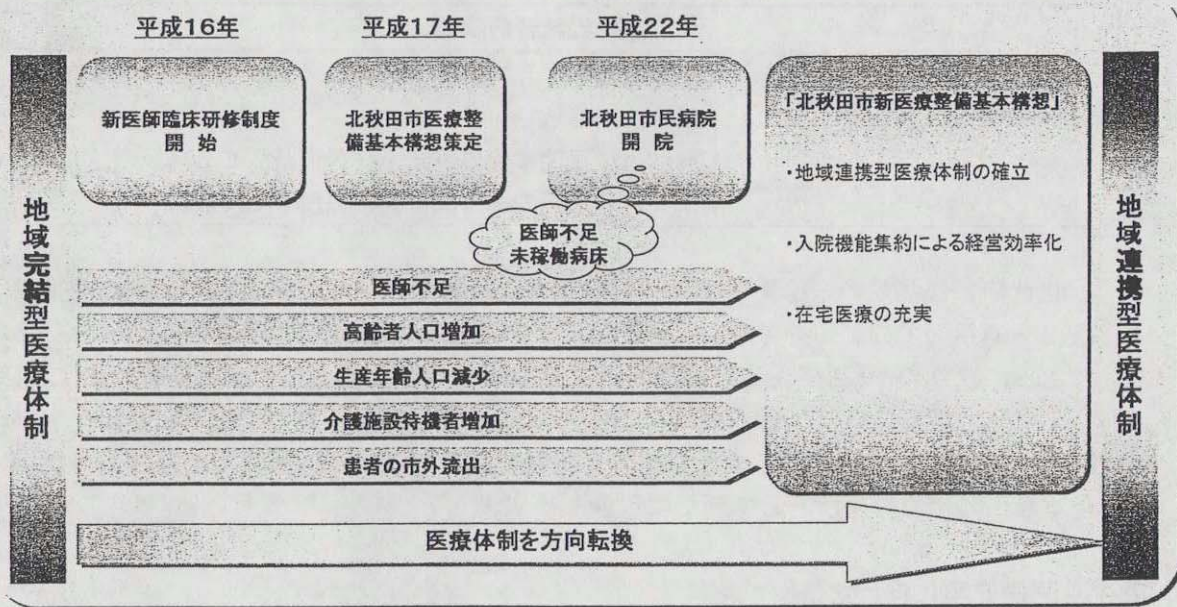 平成16年
平成17年
平成22年
地域完結型医療体制
新医師臨床研修制度
開 始
北秋田市医療整
備基本構想策定
北秋田市民病院
開 院
医師不足
未稼働病床
「北秋田市新医療整備基本構想」
・地域連携型医療体制の確立
・入院機能集約による経営効率化
・在宅医療の充実
医師不足
高齢者人口増加
生産年齢人口減少
介護施設待機者増加
患者の市外流出
医療体制を方向転換
地域連携型医療体制